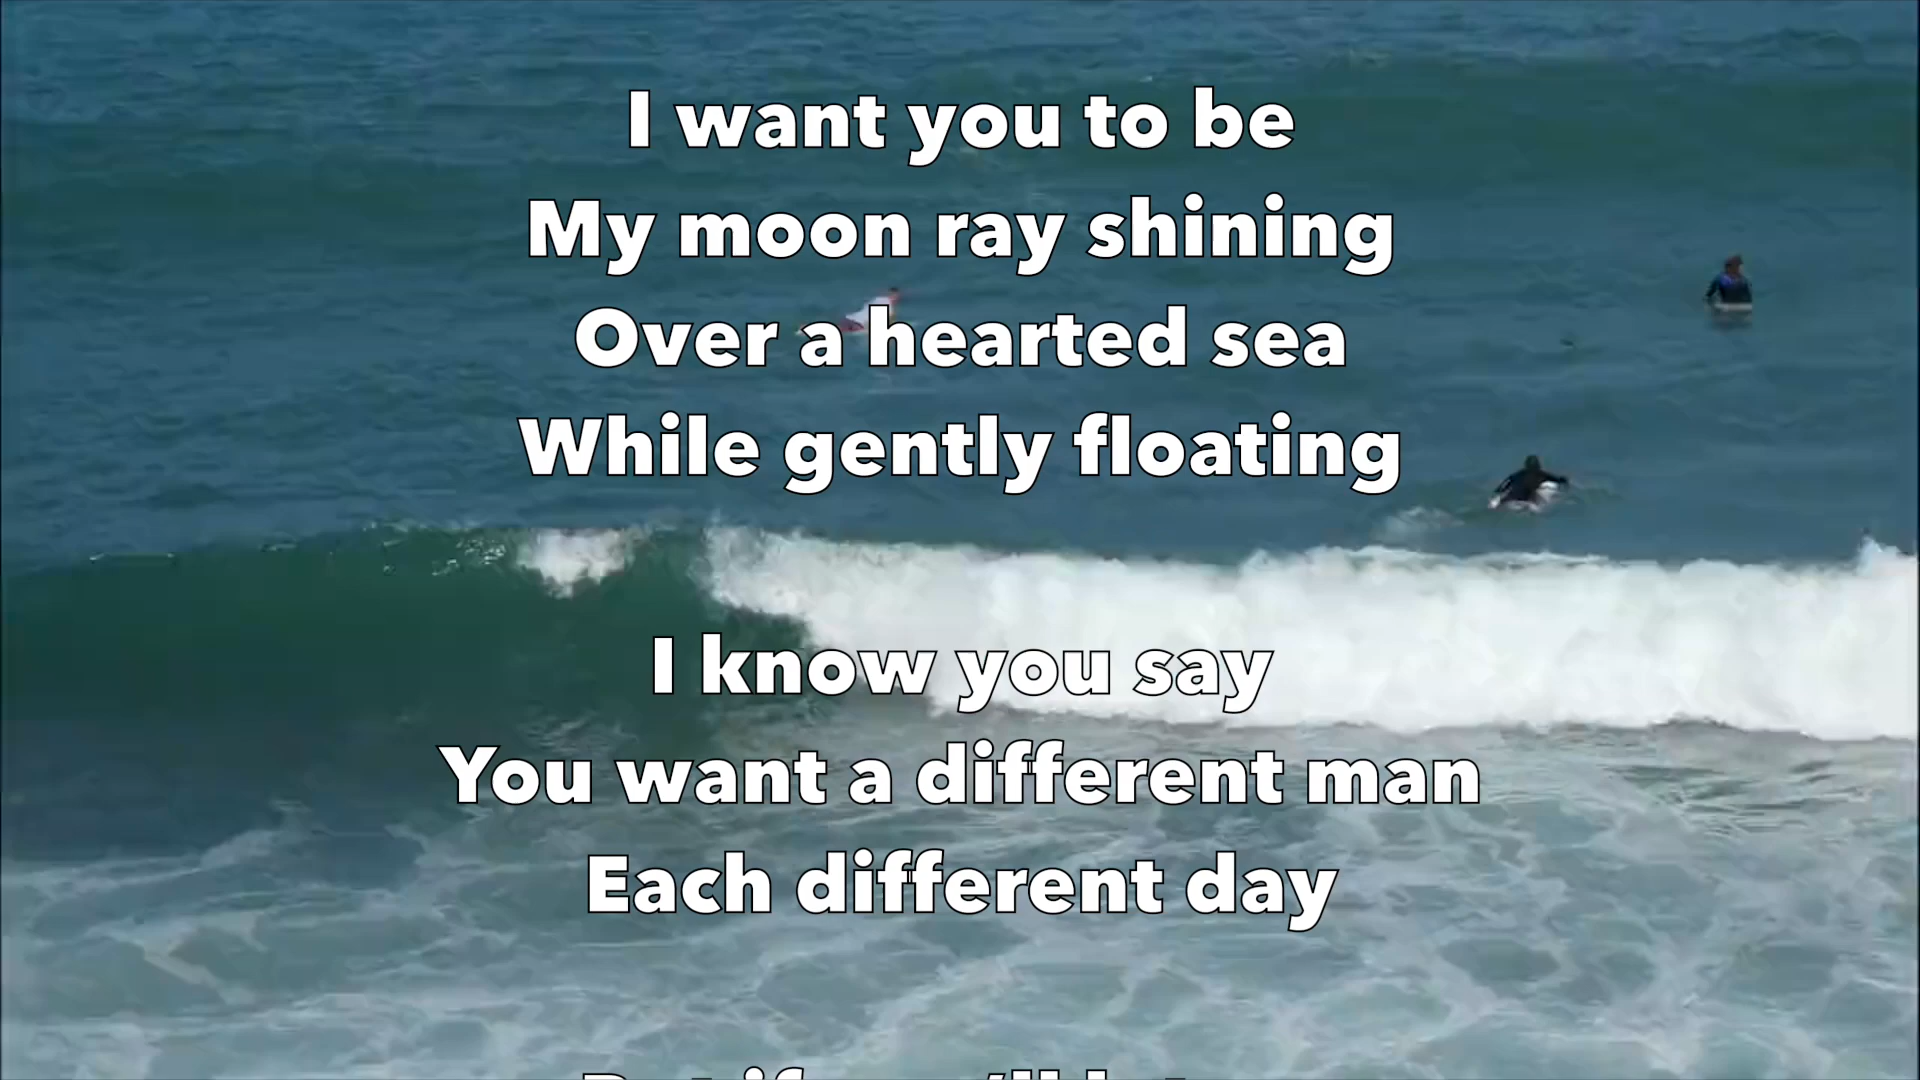 I want you to be
My moon ray shining
Over a hearted sea
While gently floating
I know you say
You want a different man
Each different day